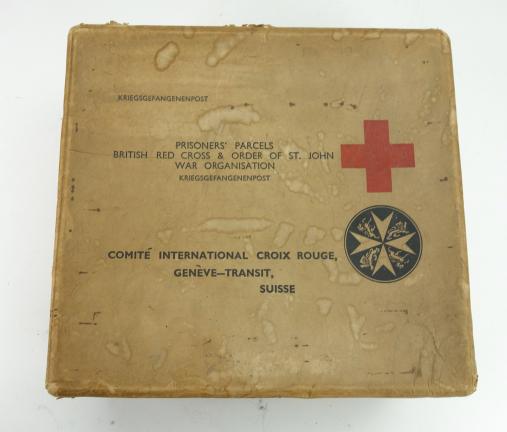 KRIEGSGEFANGENENPOST
PRISONERS' PARCELS
BRITISH RED CROSS & ORDER OF ST. JOHN
WAR ORGANISATION
KRIEGSGEFANGENENPOST
COMITÉ INTERNATIONAL CROIX ROUGE,
GENÈVE—TRANSIT,
SUISSE